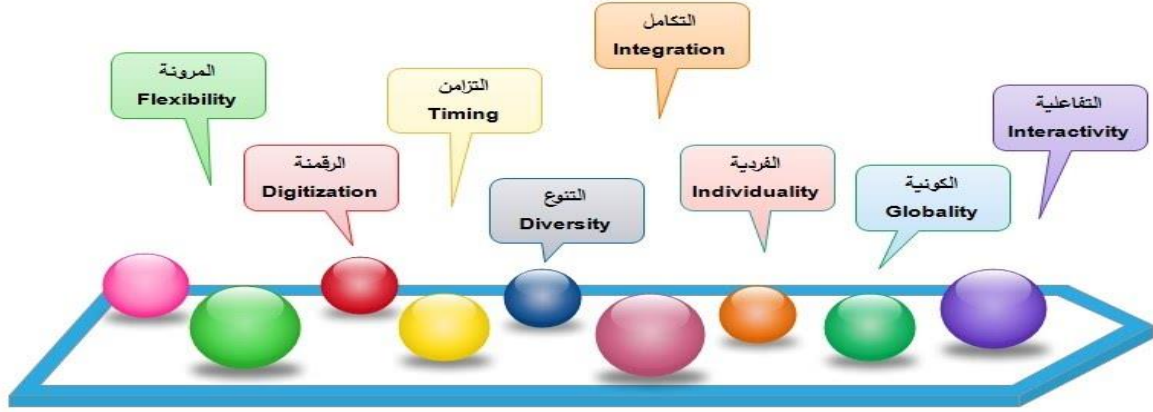 المرونة
Flexibility
الرقمنة
Digitization
التزامن
Timing
التنوع
Diversity
التكامل
Integration
الفردية
Individuality
الكونية
Globality
التفاعلية
Interactivity